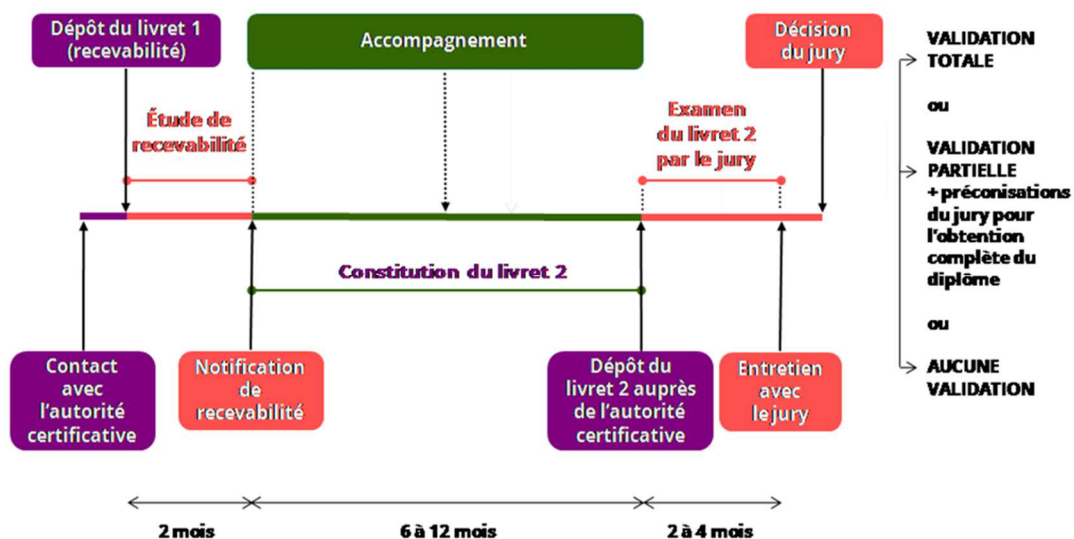 Dépôt du livret 1
(recevabilité)
Accompagnement
Décision
du jury
VALIDATION
TOTALE
ou
VALIDATION
PARTIELLE
+ préconisations
du jury pour
l'obtention
complète du
diplôme
ou
AUCUNE
VALIDATION
Étude de
recevabilité
Examen
du livret 2
par le jury
Constitution du livret 2
Contact
avec
l'autorité
certificative
Notification
de
recevabilité
Dépôt du
livret 2 auprès
de l'autorité
certificative
Entretien
avec
le jury
2 mois
6 à 12 mois
2 à 4 mois